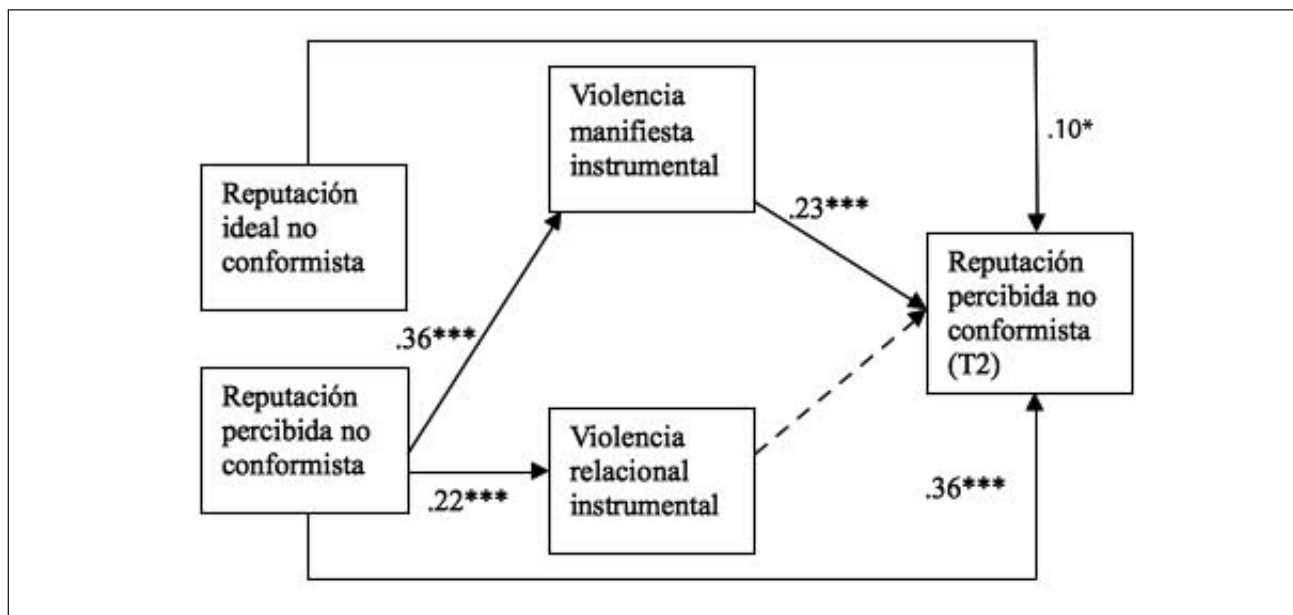 Violencia
manifiesta
instrumental
.10*
Reputación
ideal no
conformista
.23***
Reputación
percibida no
conformista
(T2)
.36***
Reputación
percibida no
conformista
Violencia
relacional
instrumental
.22***
.36***